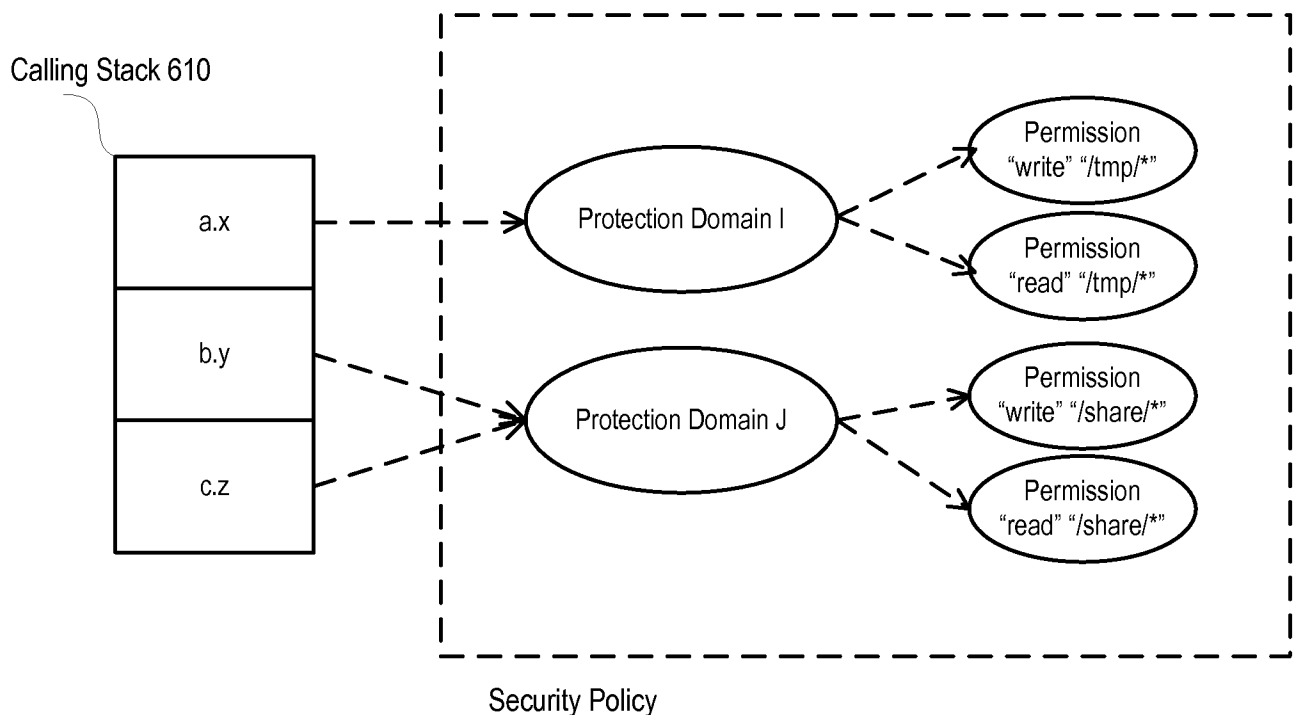 Calling Stack 610
a.x
b.y
c.z
Protection Domain I
Protection Domain J
Permission
“write” “/tmp/*”
Permission
“read” “/tmp/*”
Permission
“write” “/share/*”
Permission
“read” “/share/*”
Security Policy